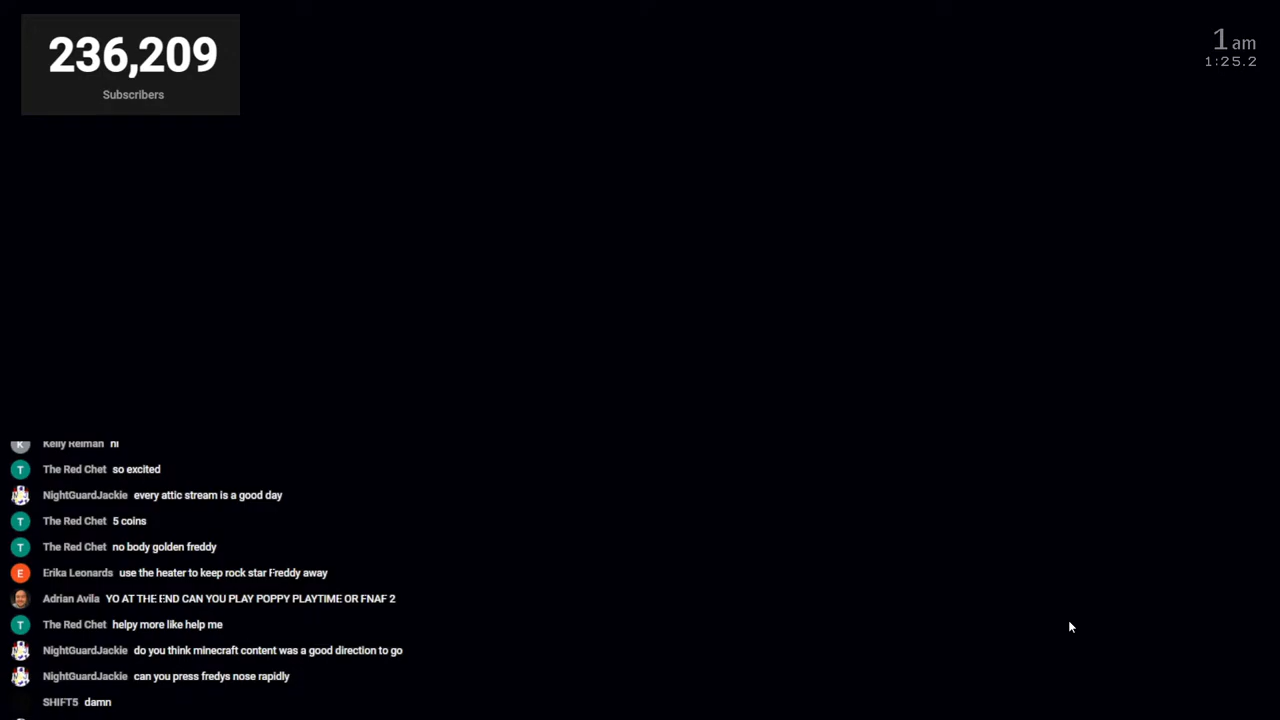 236,209
Subscribers
1 am
1:25.2
K Kelly Reiman hi
T The Red Chet so excited
NightGuardJackie every attic stream is a good day
T The Red Chet 5 coins
T The Red Chet no body golden freddy
E Erika Leonards use the heater to keep rock star Freddy away
Adrian Avila YO AT THE END CAN YOU PLAY POPPY PLAYTIME OR FNAF 2
T The Red Chet helpy more like help me
NightGuardJackie do you think minecraft content was a good direction to go
NightGuardJackie can you press fredys nose rapidly
SHIFT5 damn